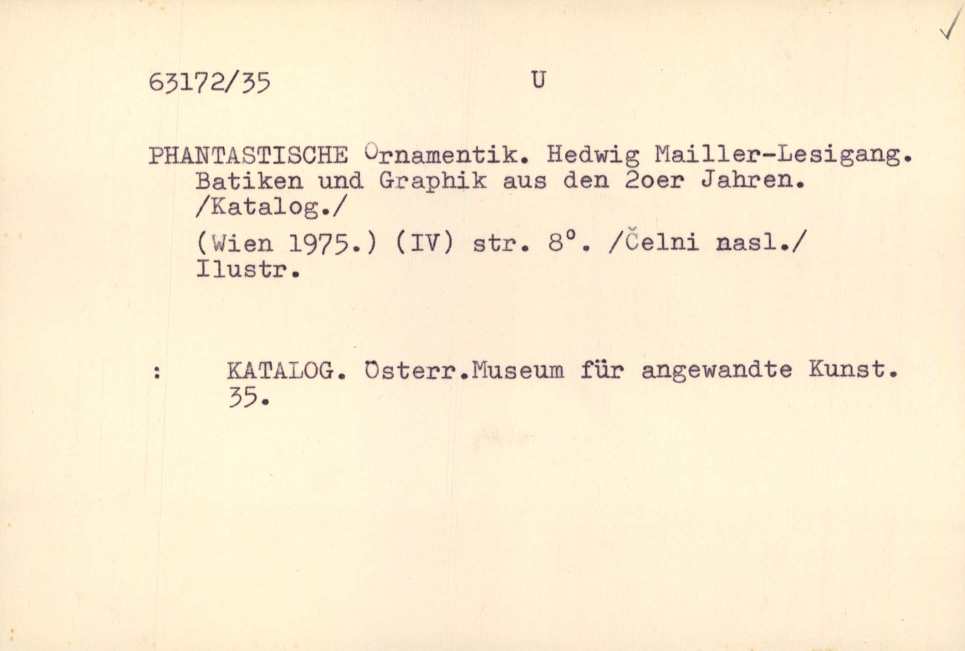 63172/35 U
PHANTASTISCHE Ornamentik. Hedwig Mailler-Lesigang.
Batiken und Graphik aus den 2oer Jahren.
/Katalog./
(Wien 1975.) (IV) str. 8°. /Čelni nasl./
Ilustr.
: KATALOG. Österr.Museum für angewandte Kunst.
35.